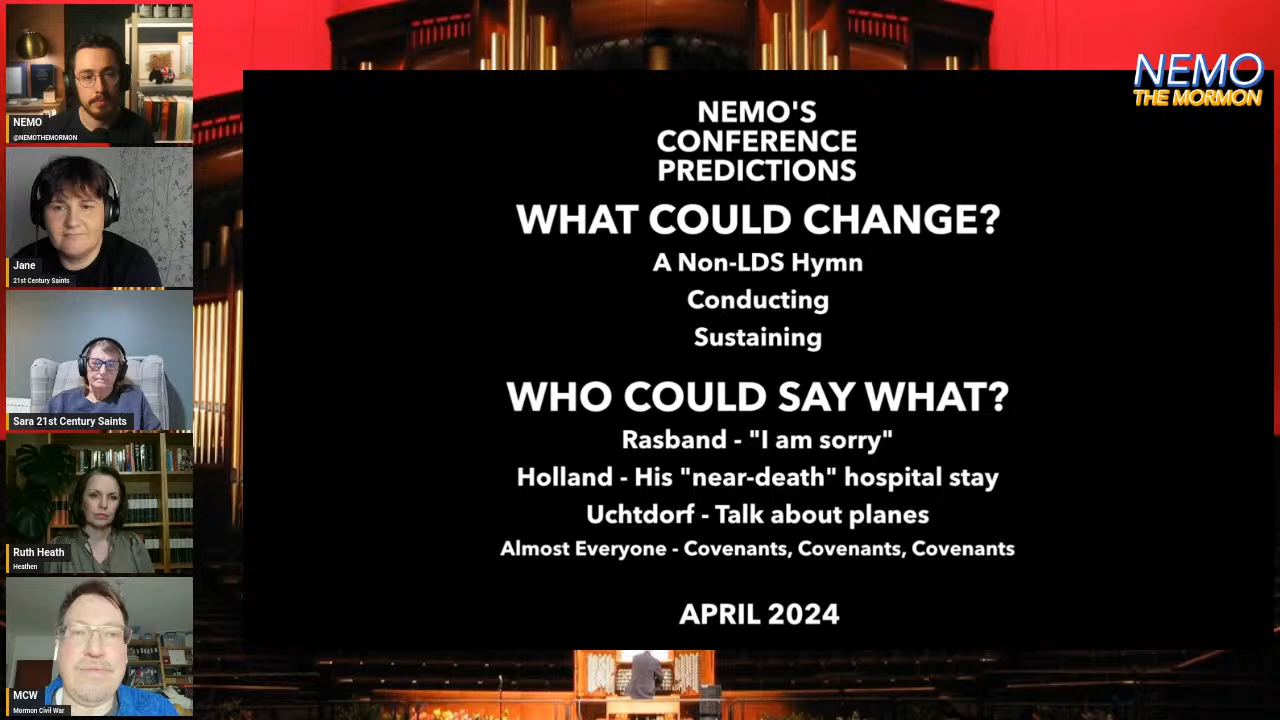 NEMO
@NEMOTHEMORMON
Jane
21st Century Saints
Sara 21st Century Saints
Ruth Heath
Heathen
MCW
Mormon Civil War
NEMO'S
CONFERENCE
PREDICTIONS
WHAT COULD CHANGE?
A Non-LDS Hymn
Conducting
Sustaining
WHO COULD SAY WHAT?
Rasband - "I am sorry"
Holland - His "near-death" hospital stay
Uchtdorf - Talk about planes
Almost Everyone - Covenants, Covenants, Covenants
APRIL 2024
NEMO
THE MORMON